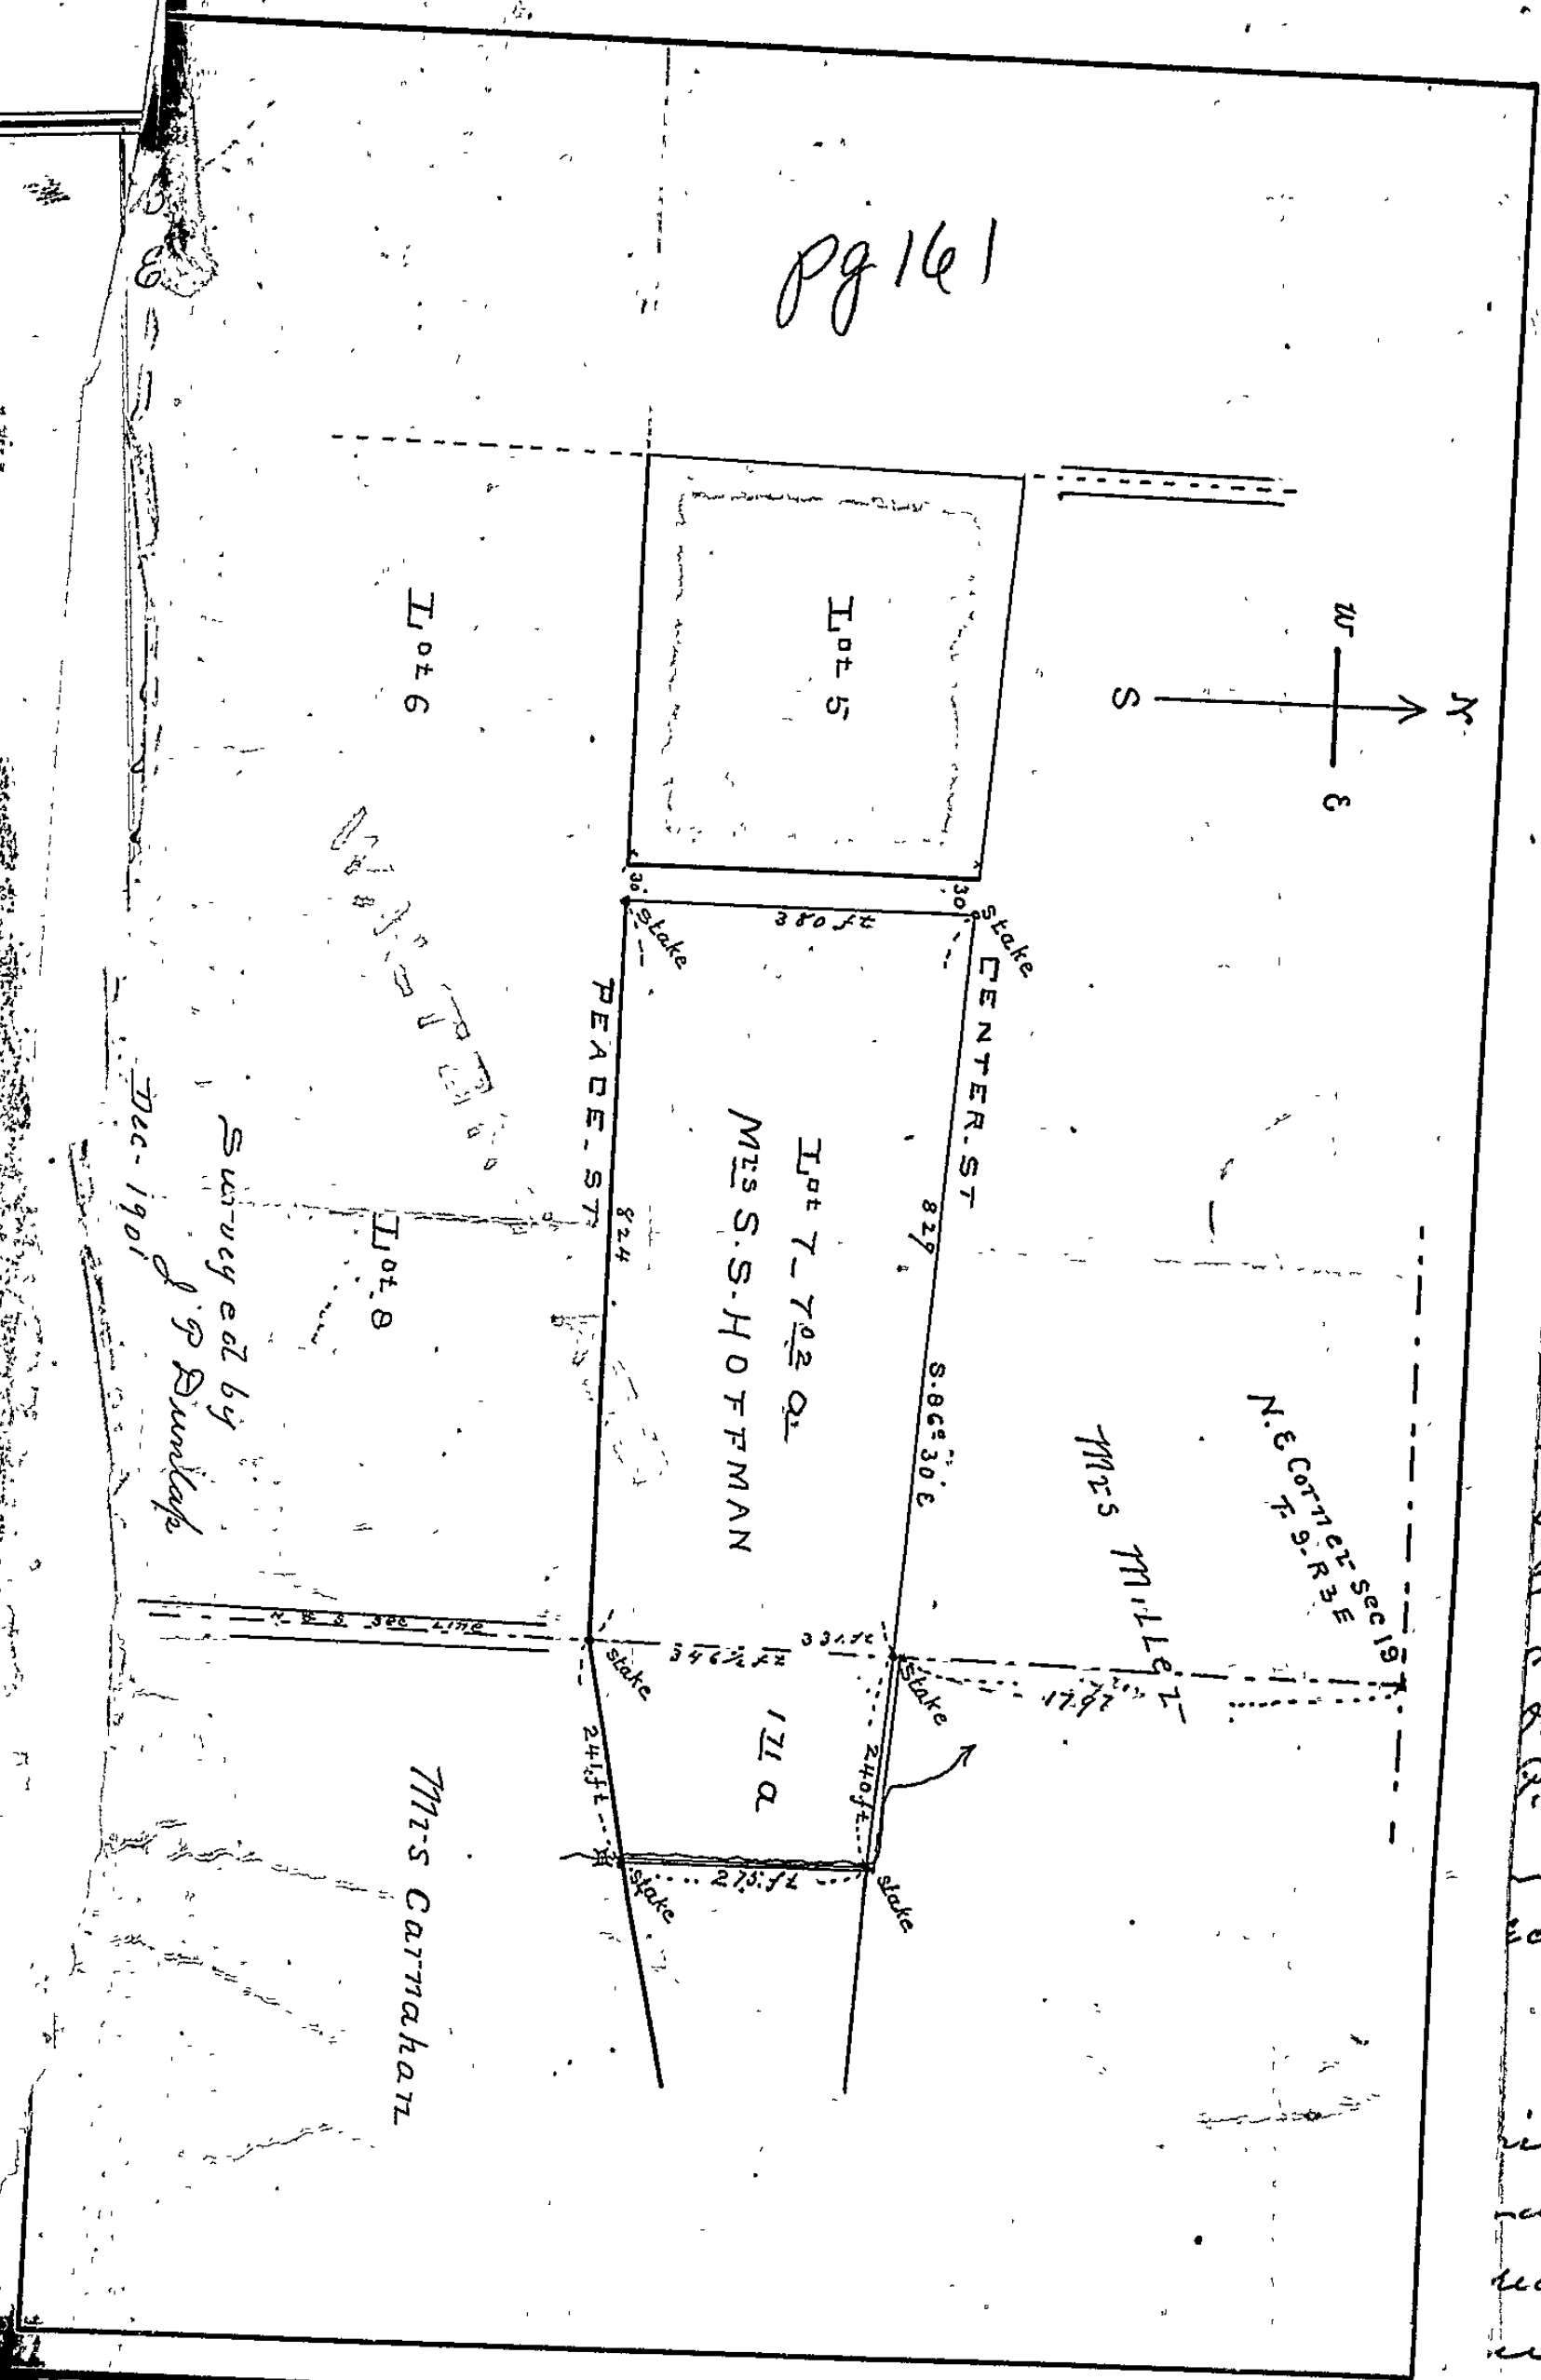 pg 161
N.
W
E
S
Lot 5
Lot 6
30'
30'
Stake
Stake
380 ft
CENTER. ST
PEACE. ST
829
S. 86° 30' E
824
Lot 7 - 7 02 a
Mrs S. S. HOFFMAN
Lot. 8
Surveyed by
J P Dunlap
Dec - 1901
N. E Corner Sec 19
T 9 - R 3 E
Mrs Miller
17.97
N & S Sec Line
346 1/2 ft
331 ft
Stake
Stake
1 71 a
241 ft
240 ft
275 ft
Stake
Stake
Mrs Carnahan